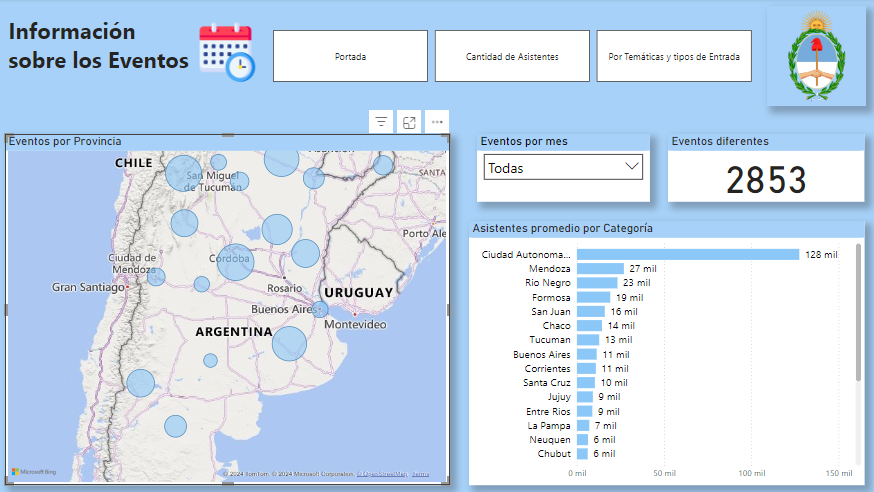 Información
sobre los Eventos
Portada
Cantidad de Asistentes
Por Temáticas y tipos de Entrada
Eventos por Provincia
CHILE
San Miguel
de Tucuman
SANTA
Porto Ale
Ciudad de
Mendoza
Córdoba
Gran Santiago
Rosario
URUGUAY
Buenos Aires
Montevideo
ARGENTINA
Microsoft Bing
© 2024 TomTom, © 2024 Microsoft Corporation, © OpenStreetMap Terms
Eventos por mes
Todas
Eventos diferentes
2853
Asistentes promedio por Categoría
Ciudad Autonoma... 128 mil
Mendoza 27 mil
Rio Negro 23 mil
Formosa 19 mil
San Juan 16 mil
Chaco 14 mil
Tucuman 13 mil
Buenos Aires 11 mil
Corrientes 11 mil
Santa Cruz 10 mil
Jujuy 9 mil
Entre Rios 9 mil
La Pampa 7 mil
Neuquen 6 mil
Chubut 6 mil
0 mil 50 mil 100 mil 150 mil